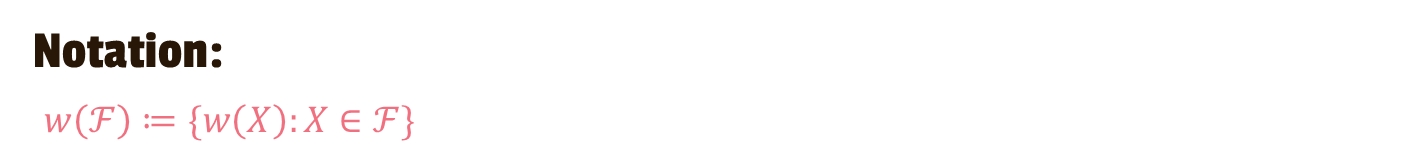 Notation:
𝑤(ℱ) ≔ {𝑤(𝑋): 𝑋 ∈ ℱ}